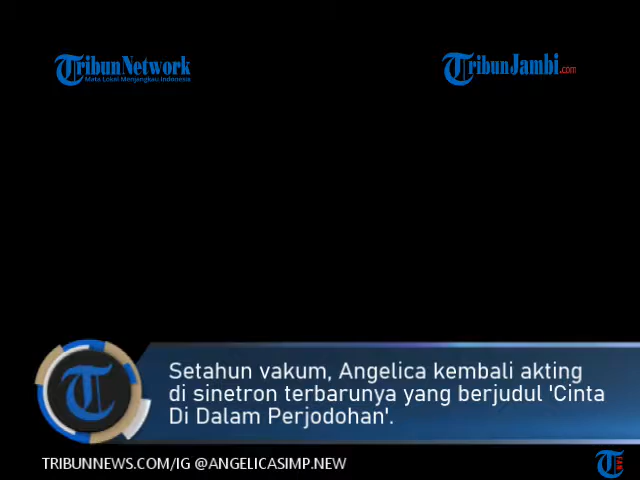 TribunNetwork
Mata Lokal Menjangkau Indonesia
TribunJambi.com
Setahun vakum, Angelica kembali akting
di sinetron terbarunya yang berjudul 'Cinta
Di Dalam Perjodohan'.
TRIBUNNEWS.COM/IG @ANGELICASIMP.NEW